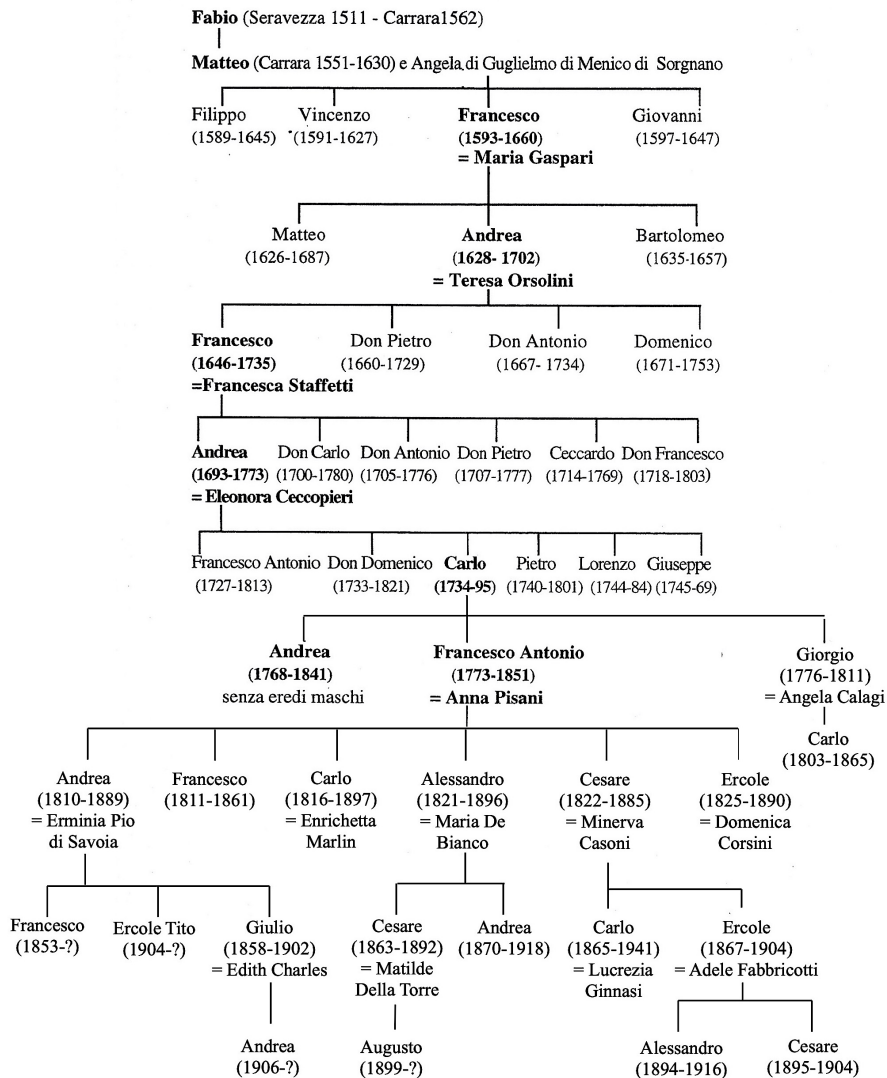 Fabio (Seravezza 1511 - Carrara1562)
Matteo (Carrara 1551-1630) e Angela di Guglielmo di Menico di Sorgnano
Filippo Vincenzo Francesco Giovanni
(1589-1645) (1591-1627) (1593-1660) (1597-1647)
= Maria Gaspari
Matteo Andrea Bartolomeo
(1626-1687) (1628- 1702) (1635-1657)
= Teresa Orsolini
Francesco Don Pietro Don Antonio Domenico
(1646-1735) (1660-1729) (1667- 1734) (1671-1753)
=Francesca Staffetti
Andrea Don Carlo Don Antonio Don Pietro Ceccardo Don Francesco
(1693-1773) (1700-1780) (1705-1776) (1707-1777) (1714-1769) (1718-1803)
= Eleonora Ceccopieri
Francesco Antonio Don Domenico Carlo Pietro Lorenzo Giuseppe
(1727-1813) (1733-1821) (1734-95) (1740-1801) (1744-84) (1745-69)
Andrea Francesco Antonio Giorgio
(1768-1841) (1773-1851) (1776-1811)
senza eredi maschi = Anna Pisani = Angela Calagi
Carlo
(1803-1865)
Andrea Francesco Carlo Alessandro Cesare Ercole
(1810-1889) (1811-1861) (1816-1897) (1821-1896) (1822-1885) (1825-1890)
= Erminia Pio = Enrichetta = Maria De = Minerva = Domenica
di Savoia Marlin Bianco Casoni Corsini
Francesco Ercole Tito Giulio Cesare Andrea Carlo Ercole
(1853-?) (1904-?) (1858-1902) (1863-1892) (1870-1918) (1865-1941) (1867-1904)
= Edith Charles = Matilde = Lucrezia = Adele Fabbricotti
Della Torre Ginnasi
Andrea Augusto Alessandro Cesare
(1906-?) (1899-?) (1894-1916) (1895-1904)